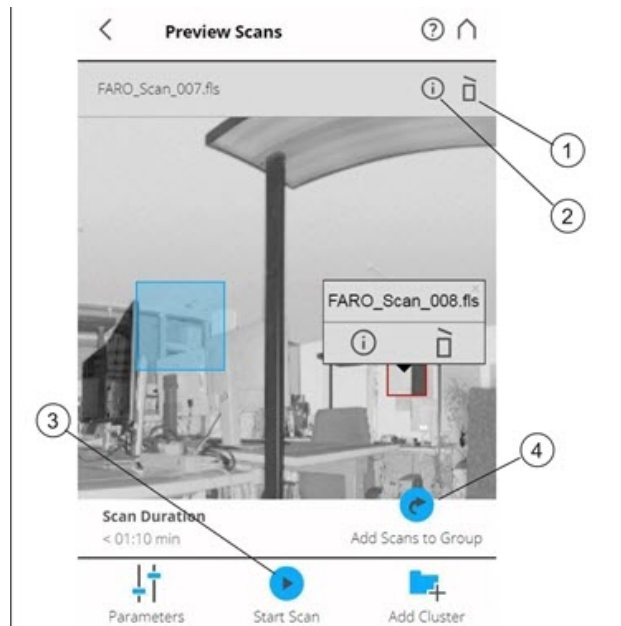 Preview Scans
FARO_Scan_007.fls
1
2
FARO_Scan_008.fls
3
4
Scan Duration
< 01:10 min
Add Scans to Group
Parameters
Start Scan
Add Cluster